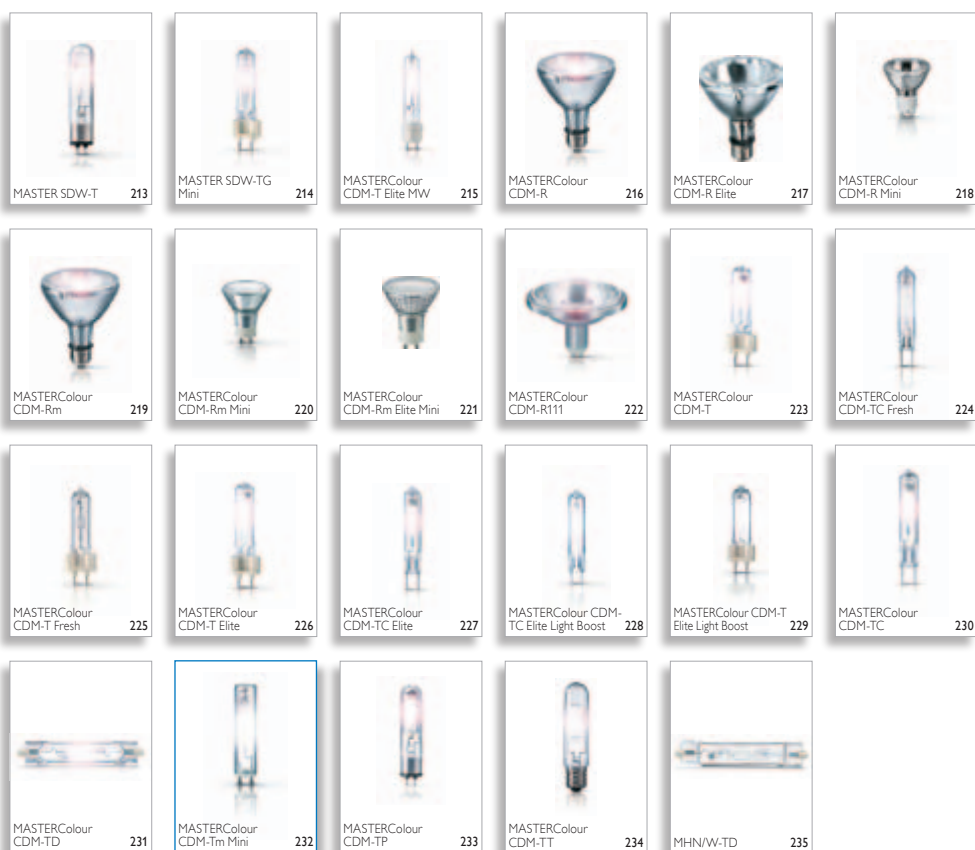 MASTER SDW-T 213
MASTER SDW-TG
Mini 214
MASTERColour
CDM-T Elite MW 215
MASTERColour
CDM-R 216
MASTERColour
CDM-R Elite 217
MASTERColour
CDM-R Mini 218
MASTERColour
CDM-Rm 219
MASTERColour
CDM-Rm Mini 220
MASTERColour
CDM-Rm Elite Mini 221
MASTERColour
CDM-R111 222
MASTERColour
CDM-T 223
MASTERColour
CDM-TC Fresh 224
MASTERColour
CDM-T Fresh 225
MASTERColour
CDM-T Elite 226
MASTERColour
CDM-TC Elite 227
MASTERColour CDM-
TC Elite Light Boost 228
MASTERColour CDM-T
Elite Light Boost 229
MASTERColour
CDM-TC 230
MASTERColour
CDM-TD 231
MASTERColour
CDM-Tm Mini 232
MASTERColour
CDM-TP 233
MASTERColour
CDM-TT 234
MHN/W-TD 235